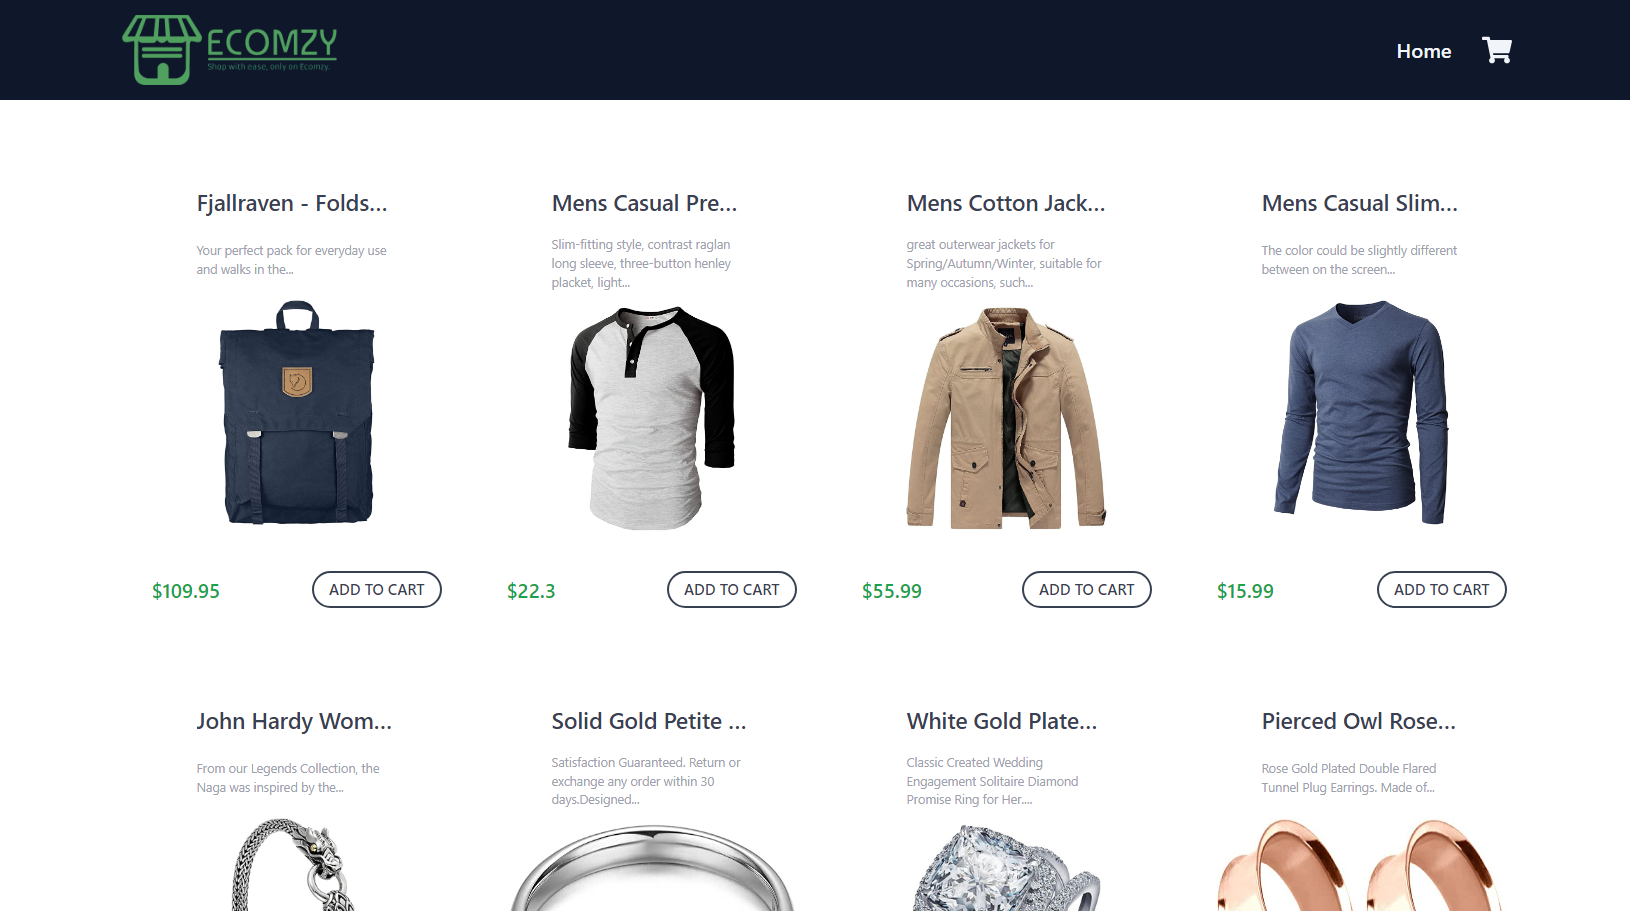 ECOMZY
Shop with ease, only on Ecomzy.
Home
Fjallraven - Folds...
Your perfect pack for everyday use
and walks in the...
$109.95
ADD TO CART
Mens Casual Pre...
Slim-fitting style, contrast raglan
long sleeve, three-button henley
placket, light...
$22.3
ADD TO CART
Mens Cotton Jack...
great outerwear jackets for
Spring/Autumn/Winter, suitable for
many occasions, such...
$55.99
ADD TO CART
Mens Casual Slim...
The color could be slightly different
between on the screen...
$15.99
ADD TO CART
John Hardy Wom...
From our Legends Collection, the
Naga was inspired by the...
Solid Gold Petite ...
Satisfaction Guaranteed. Return or
exchange any order within 30
days.Designed...
White Gold Plate...
Classic Created Wedding
Engagement Solitaire Diamond
Promise Ring for Her....
Pierced Owl Rose...
Rose Gold Plated Double Flared
Tunnel Plug Earrings. Made of...